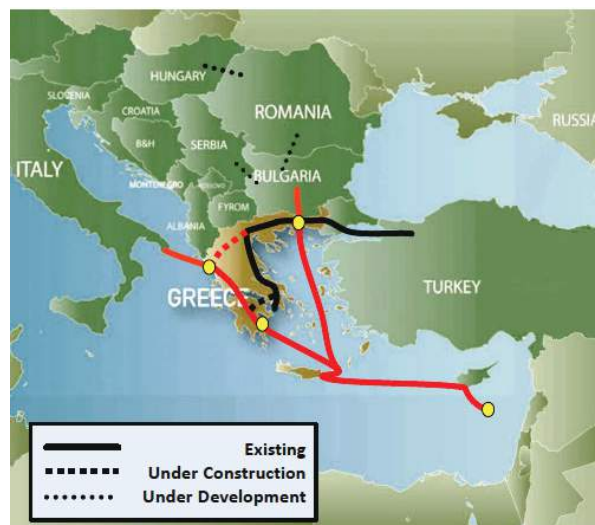 HUNGARY
SLOVENIA
CROATIA
ROMANIA
RUSSIA
ITALY
B&H
SERBIA
BULGARIA
ALBANIA
FYROM
GREECE
TURKEY
Existing
Under Construction
Under Development